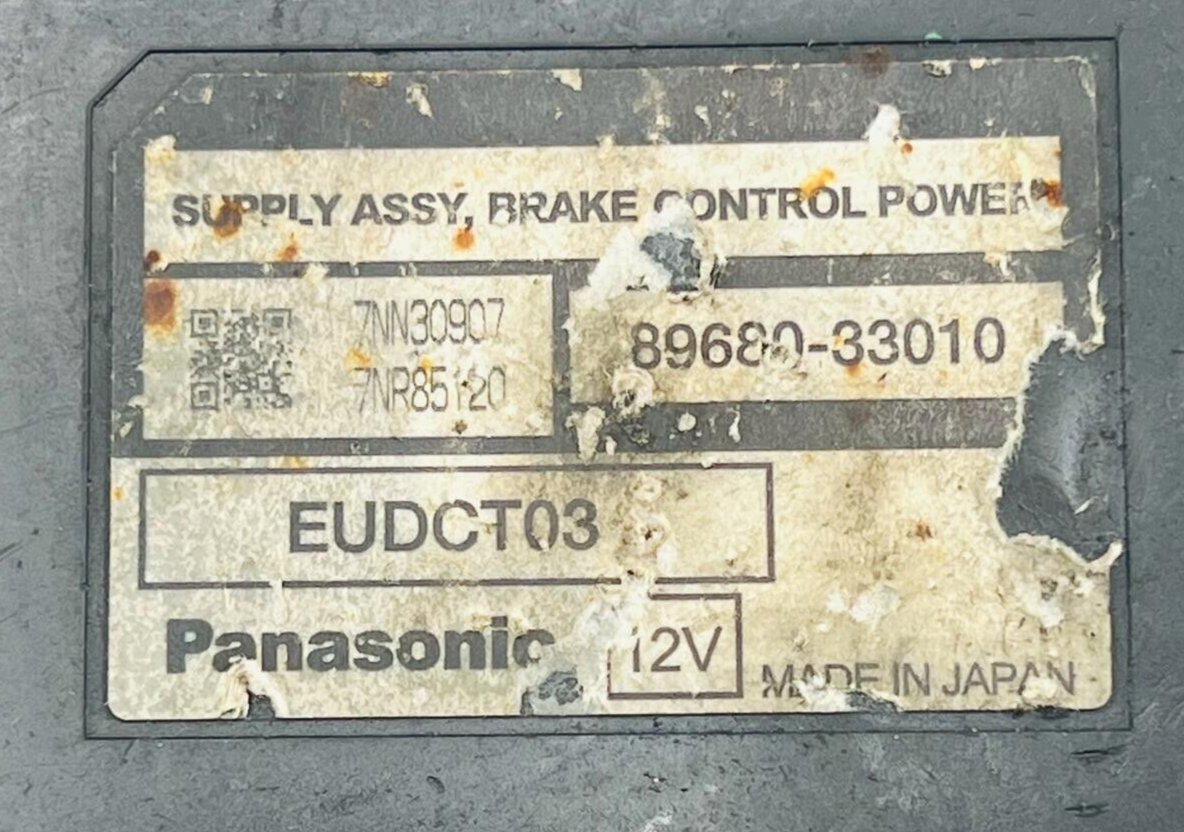 SUPPLY ASSY, BRAKE CONTROL POWER
7NN30907
7NR85120
89680-33010
EUDCT03
Panasonic
12V
MADE IN JAPAN